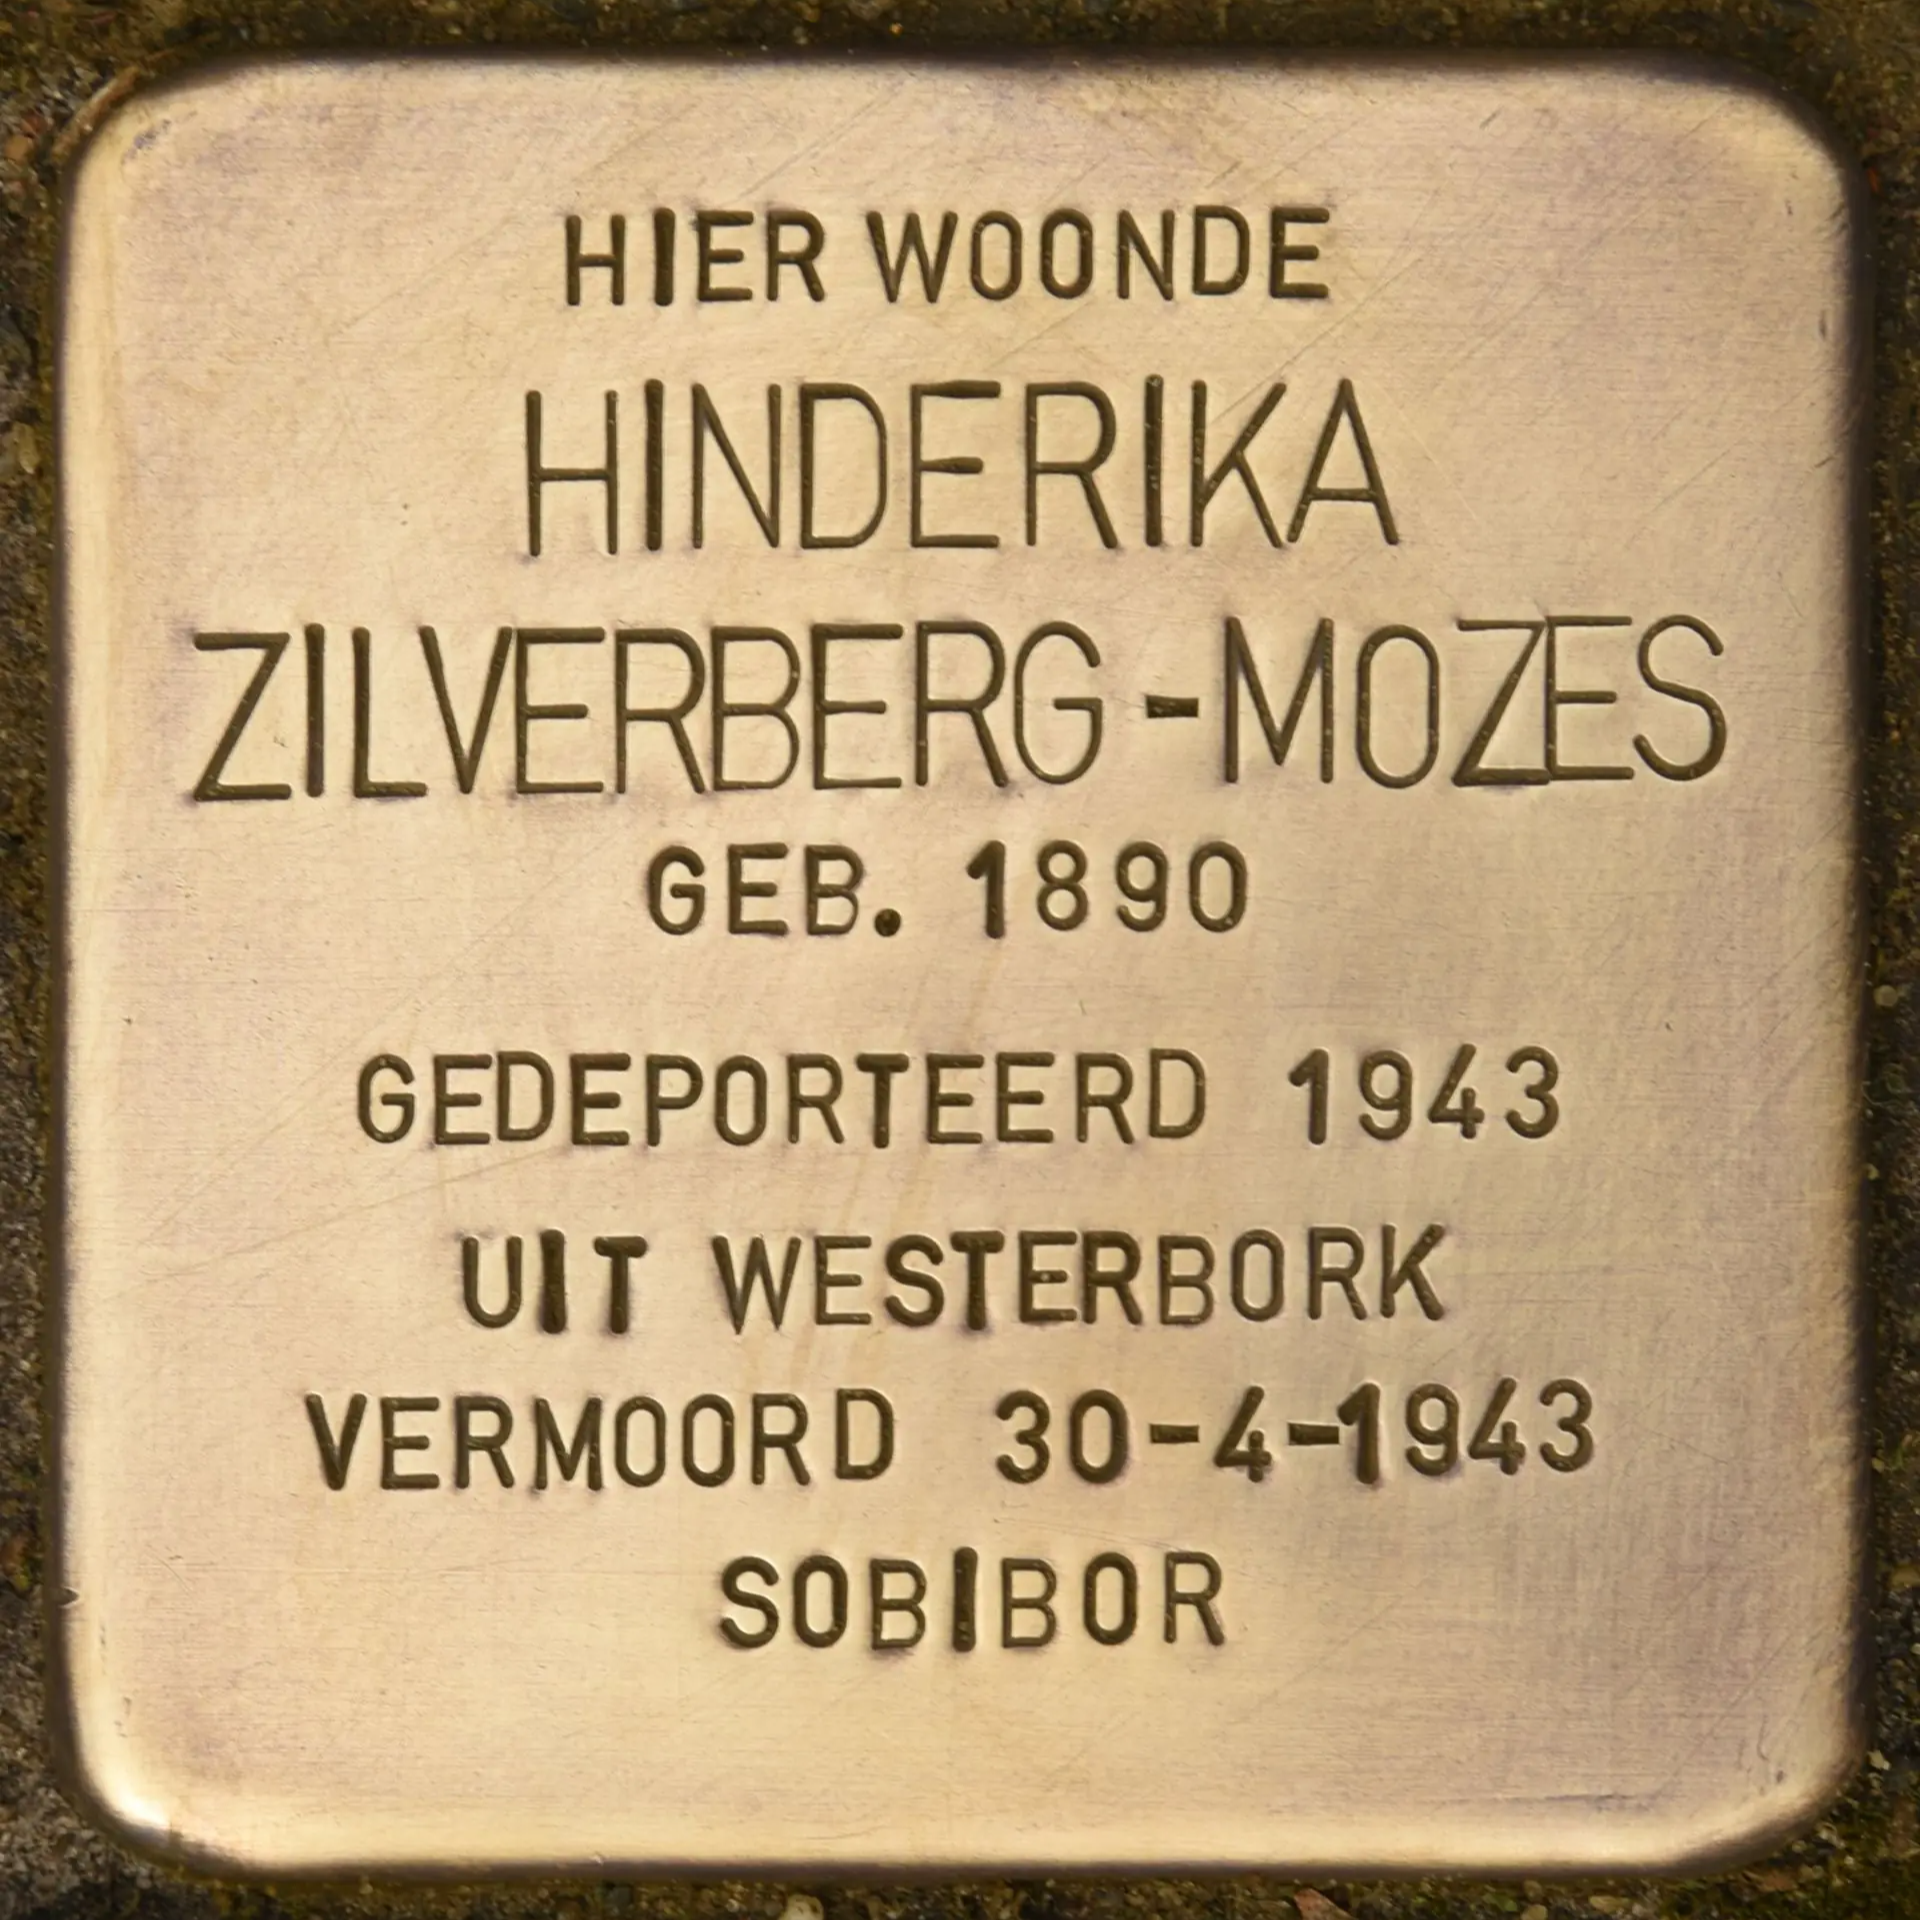 HIER WOONDE
HINDERIKA
ZILVERBERG-MOZES
GEB. 1890
GEDEPORTEERD 1943
UIT WESTERBORK
VERMOORD 30-4-1943
SOBIBOR